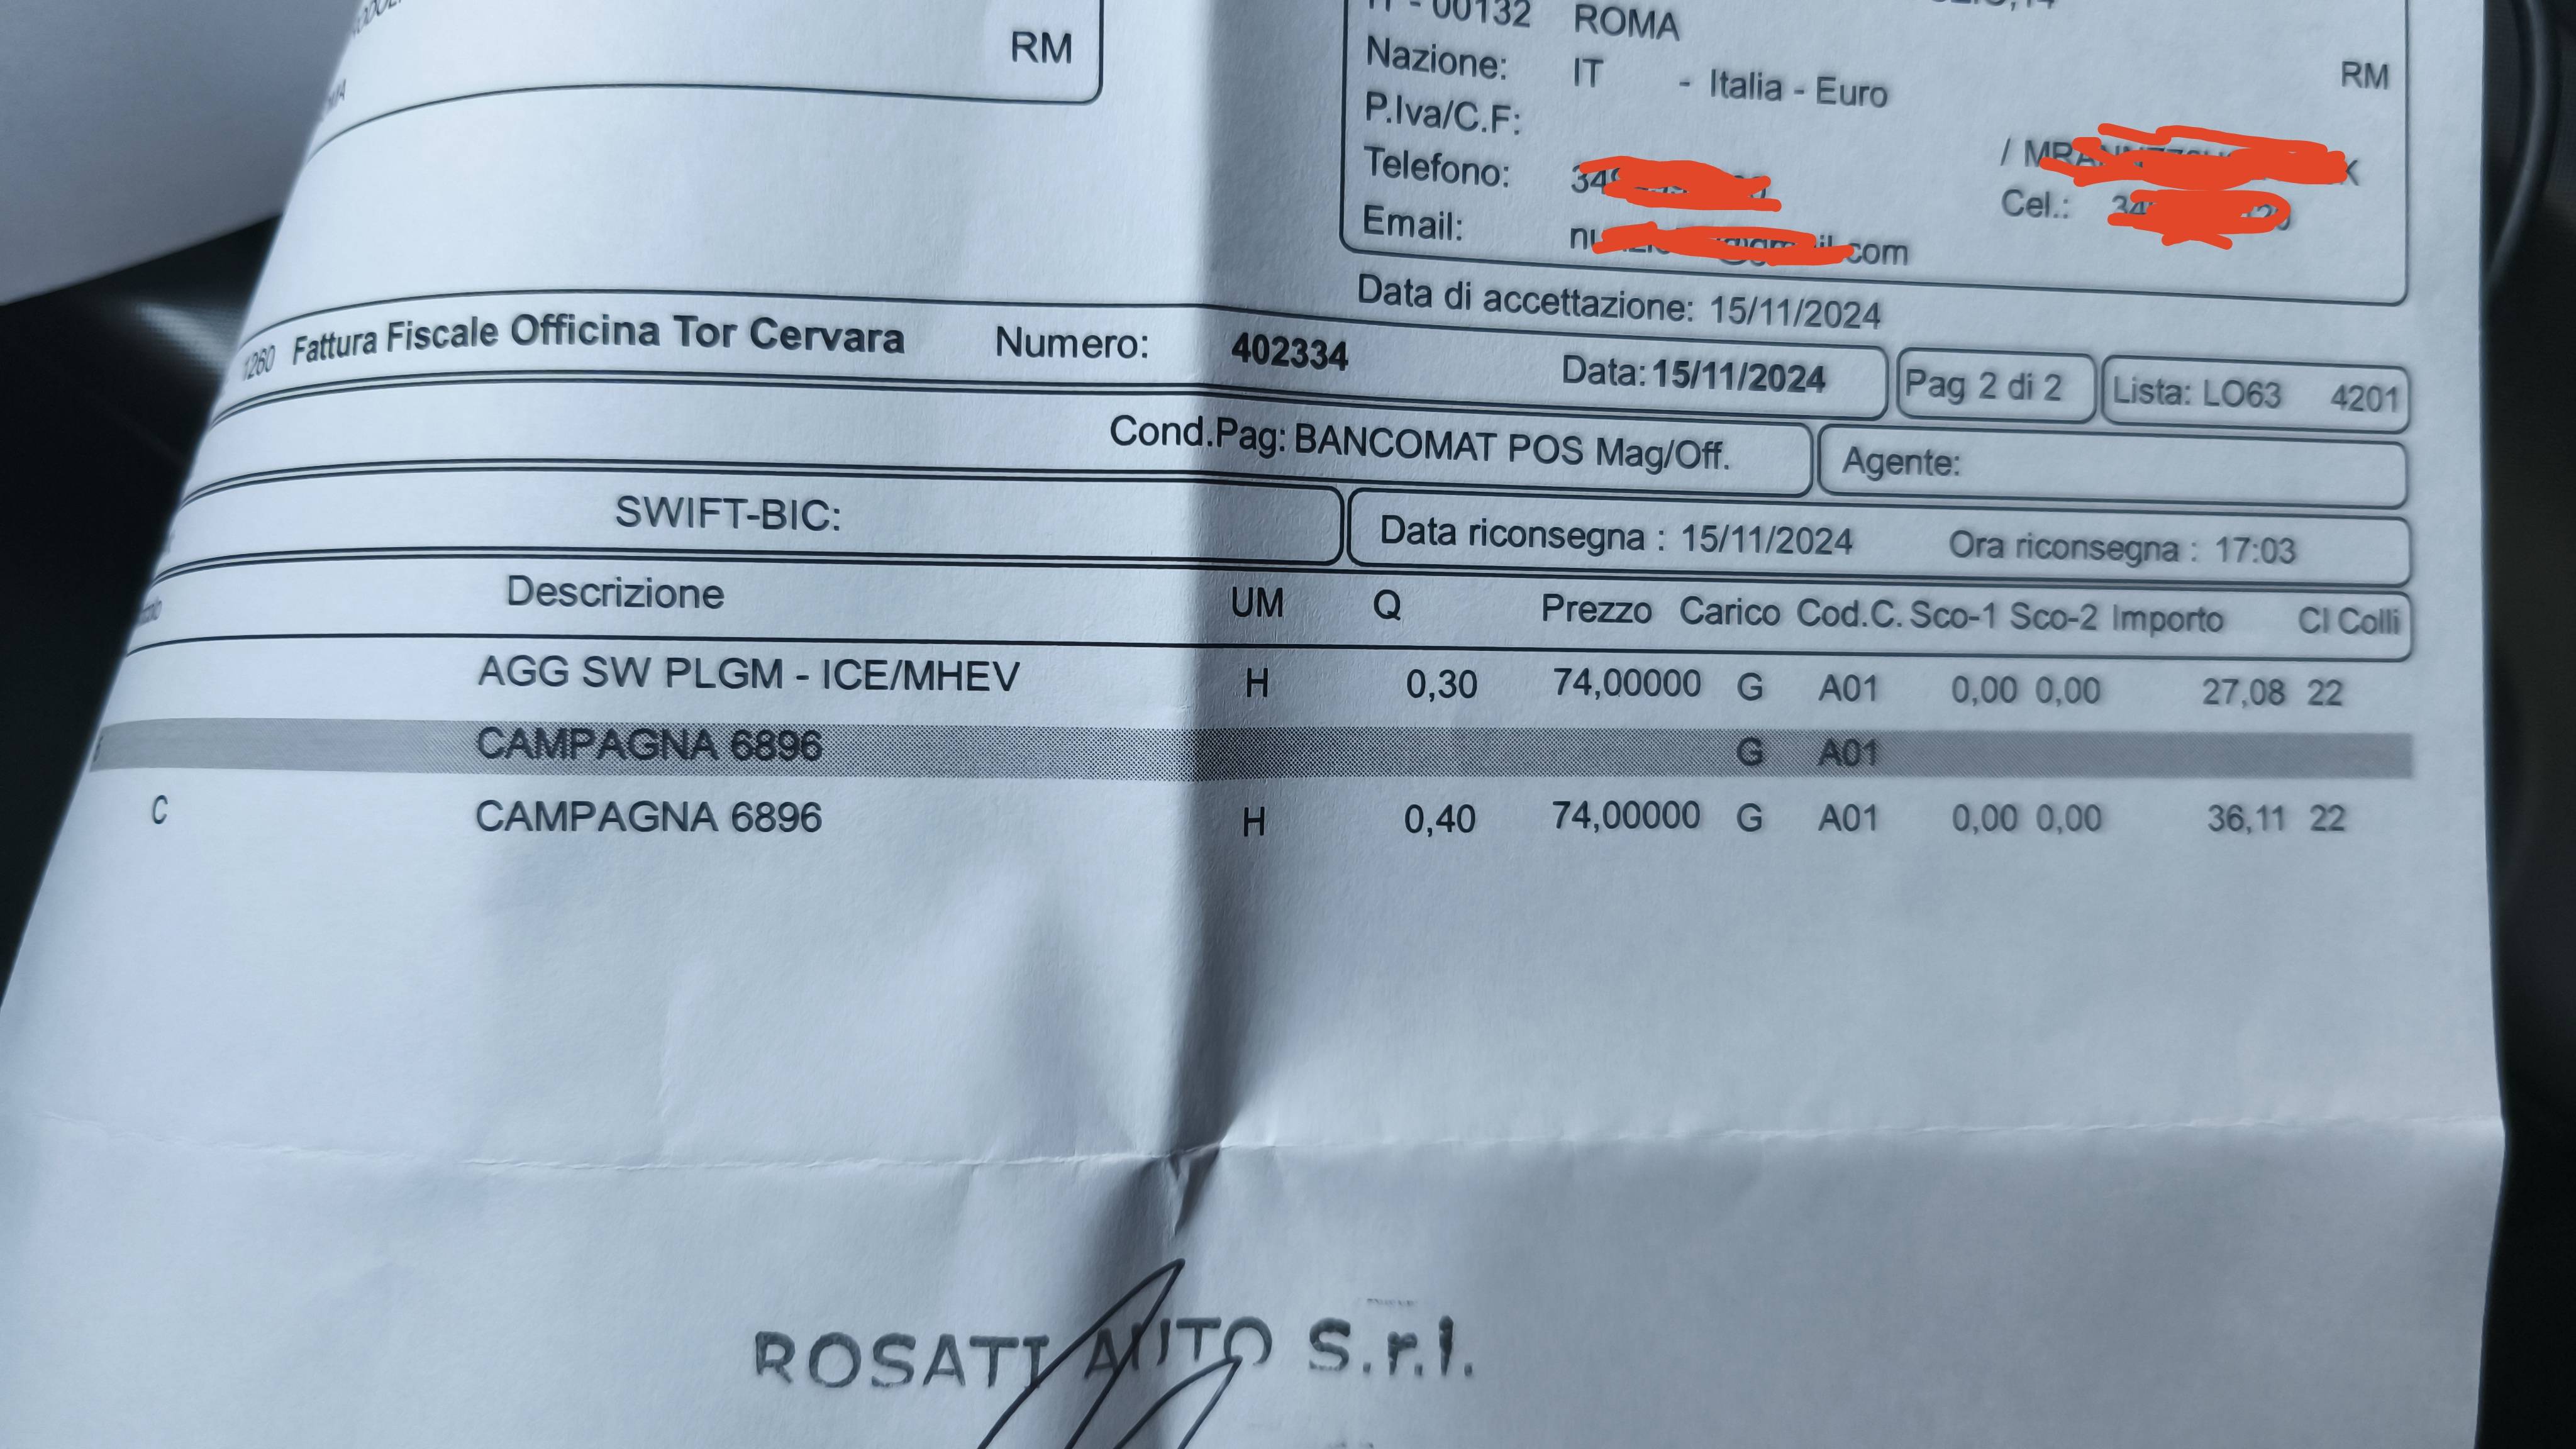 RM
IT - 00132 ROMA
RM
Nazione: IT - Italia - Euro
P.Iva/C.F:
Telefono:
Cel.:
Email:
Data di accettazione: 15/11/2024
1260 Fattura Fiscale Officina Tor Cervara Numero: 402334 Data: 15/11/2024 Pag 2 di 2 Lista: LO63 4201
Cond.Pag: BANCOMAT POS Mag/Off. Agente:
SWIFT-BIC: Data riconsegna : 15/11/2024 Ora riconsegna : 17:03
Descrizione UM Q Prezzo Carico Cod.C. Sco-1 Sco-2 Importo CI Colli
AGG SW PLGM - ICE/MHEV H 0,30 74,00000 G A01 0,00 0,00 27,08 22
CAMPAGNA 6896 G A01
C CAMPAGNA 6896 H 0,40 74,00000 G A01 0,00 0,00 36,11 22
ROSATI AUTO S.r.l.